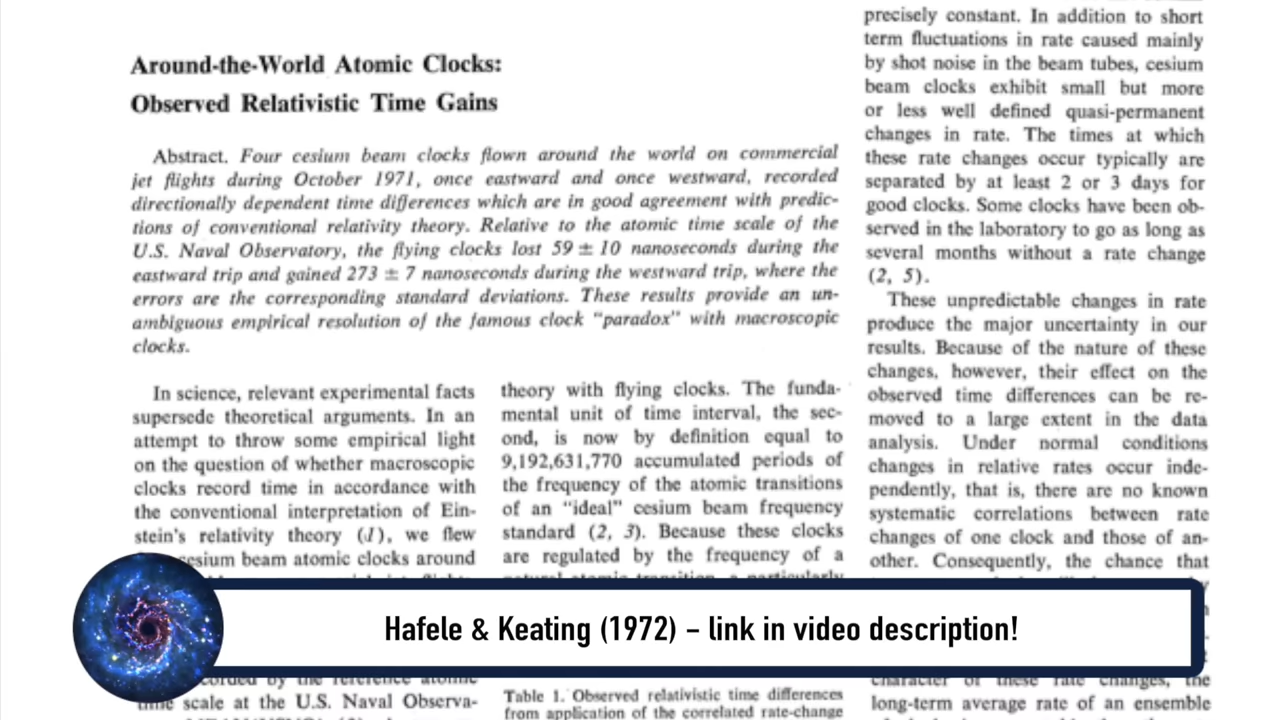 Around-the-World Atomic Clocks:
Observed Relativistic Time Gains
Abstract. Four cesium beam clocks flown around the world on commercial
jet flights during October 1971, once eastward and once westward, recorded
directionally dependent time differences which are in good agreement with predic-
tions of conventional relativity theory. Relative to the atomic time scale of the
U.S. Naval Observatory, the flying clocks lost 59 ± 10 nanoseconds during the
eastward trip and gained 273 ± 7 nanoseconds during the westward trip, where the
errors are the corresponding standard deviations. These results provide an un-
ambiguous empirical resolution of the famous clock "paradox" with macroscopic
clocks.
In science, relevant experimental facts
supersede theoretical arguments. In an
attempt to throw some empirical light
on the question of whether macroscopic
clocks record time in accordance with
the conventional interpretation of Ein-
stein's relativity theory (1), we flew
cesium beam atomic clocks around
by the reference atomic
time scale at the U.S. Naval Observa-
theory with flying clocks. The funda-
mental unit of time interval, the sec-
ond, is now by definition equal to
9,192,631,770 accumulated periods of
the frequency of the atomic transitions
of an "ideal" cesium beam frequency
standard (2, 3). Because these clocks
are regulated by the frequency of a
natural atomic transition, a particularly
Table 1. Observed relativistic time differences
from application of the correlated rate-change
precisely constant. In addition to short
term fluctuations in rate caused mainly
by shot noise in the beam tubes, cesium
beam clocks exhibit small but more
or less well defined quasi-permanent
changes in rate. The times at which
these rate changes occur typically are
separated by at least 2 or 3 days for
good clocks. Some clocks have been ob-
served in the laboratory to go as long as
several months without a rate change
(2, 5).
These unpredictable changes in rate
produce the major uncertainty in our
results. Because of the nature of these
changes, however, their effect on the
observed time differences can be re-
moved to a large extent in the data
analysis. Under normal conditions
changes in relative rates occur inde-
pendently, that is, there are no known
systematic correlations between rate
changes of one clock and those of an-
other. Consequently, the chance that
character of these rate changes, the
long-term average rate of an ensemble
Hafele & Keating (1972) – link in video description!